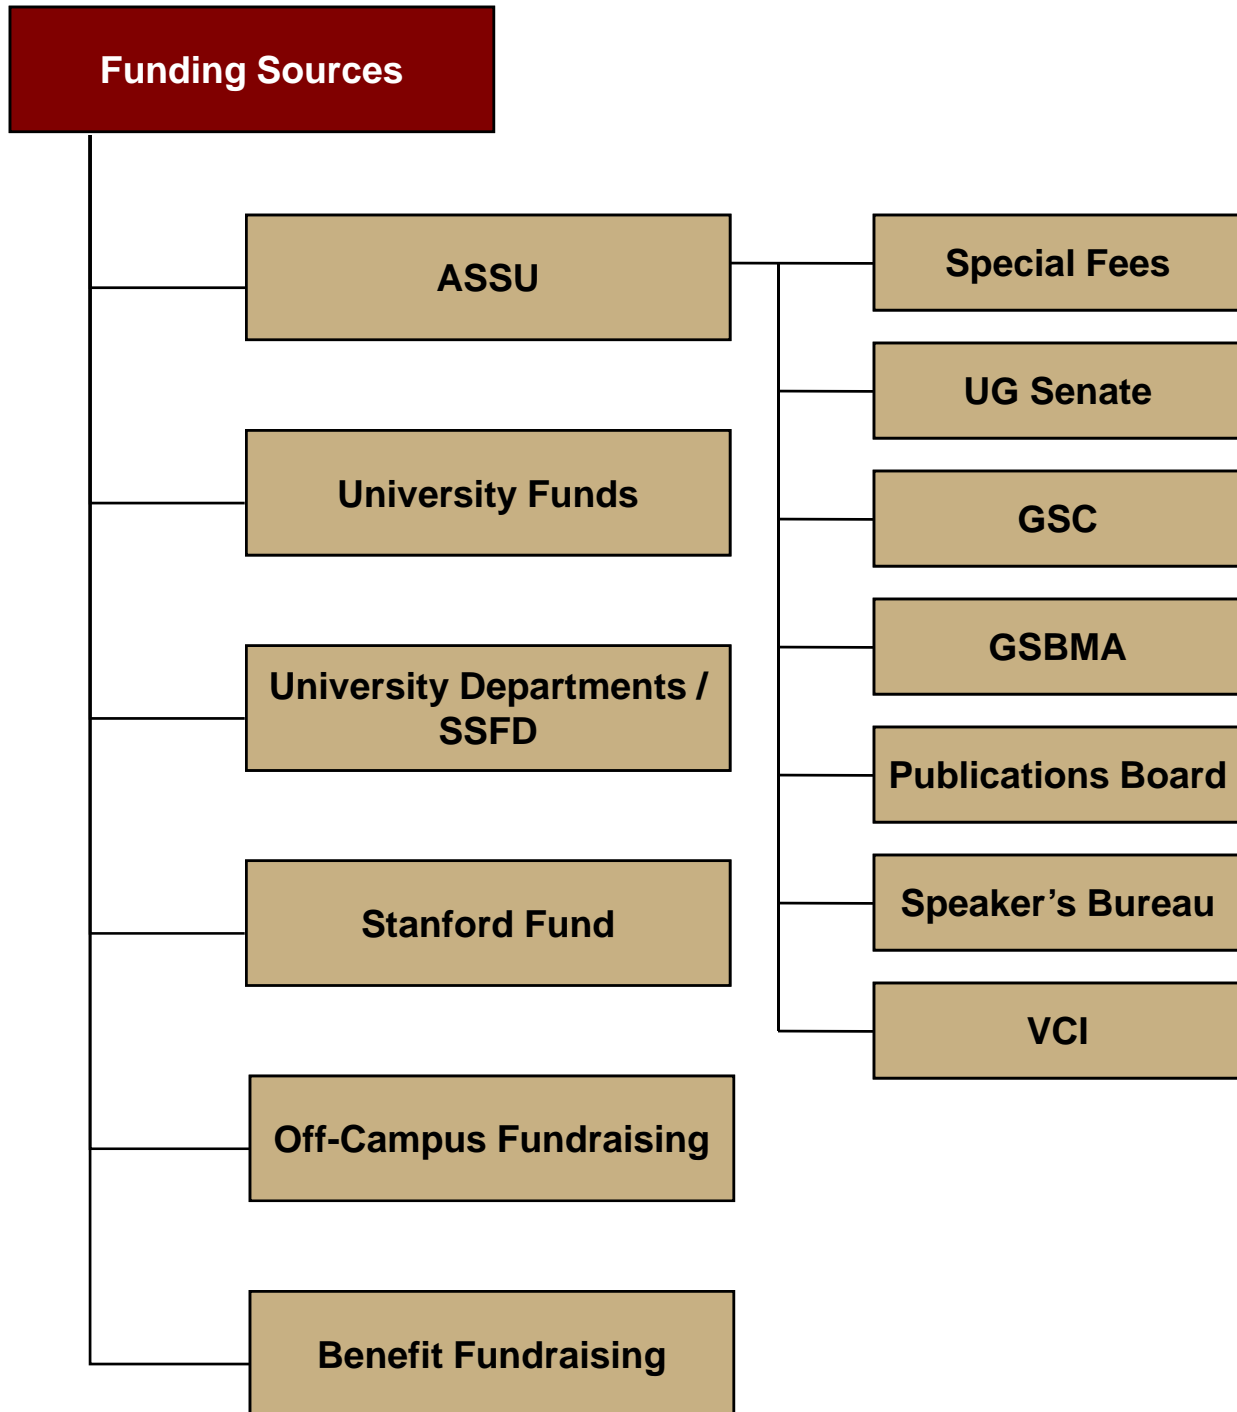 Funding Sources
ASSU
Special Fees
UG Senate
GSC
GSBMA
Publications Board
Speaker’s Bureau
VCI
University Funds
University Departments /
SSFD
Stanford Fund
Off-Campus Fundraising
Benefit Fundraising